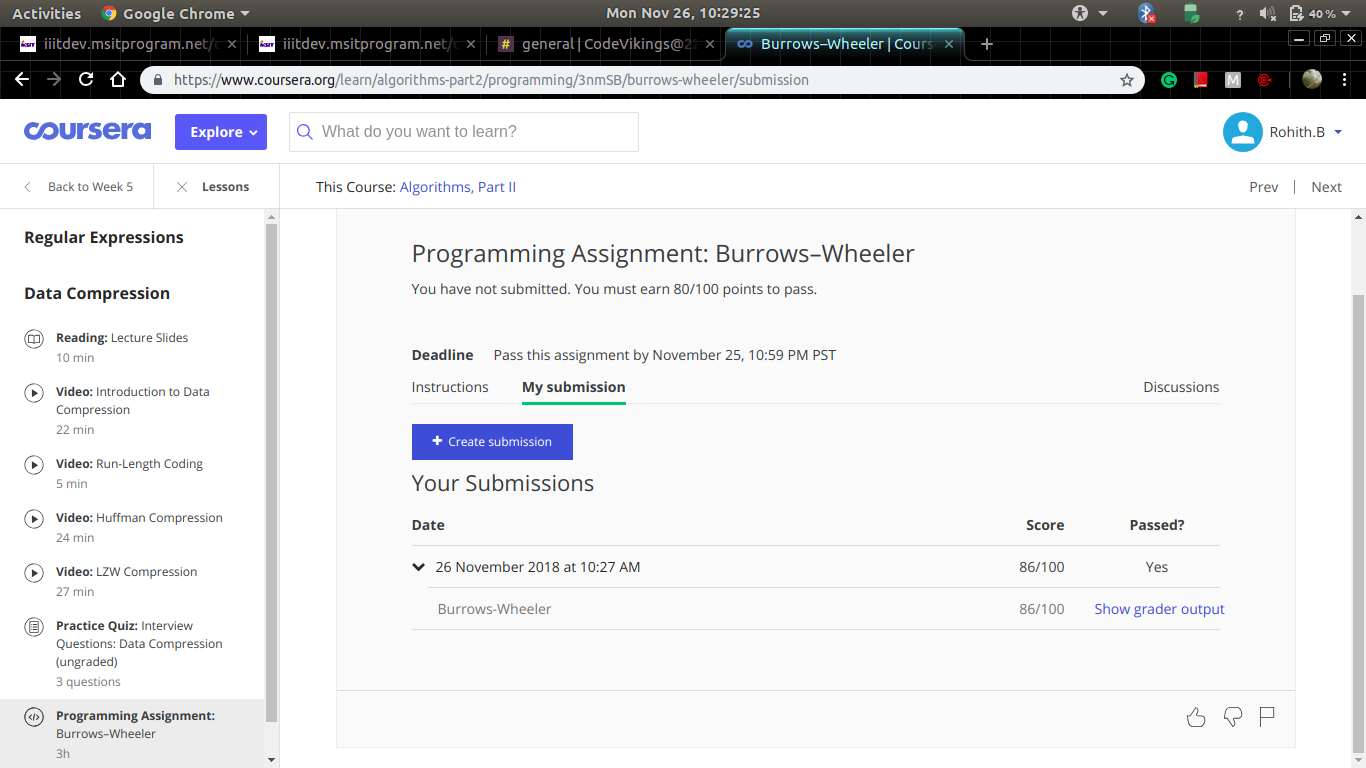 Activities
Google Chrome
Mon Nov 26, 10:29:25
?
40 %
iiitdev.msitprogram.net/
iiitdev.msitprogram.net/
general | CodeVikings@2
Burrows–Wheeler | Cours
https://www.coursera.org/learn/algorithms-part2/programming/3nmSB/burrows-wheeler/submission
coursera
Explore
What do you want to learn?
Rohith.B
Back to Week 5
Lessons
This Course: Algorithms, Part II
Prev | Next
Regular Expressions
Data Compression
Reading: Lecture Slides
10 min
Video: Introduction to Data
Compression
22 min
Video: Run-Length Coding
5 min
Video: Huffman Compression
24 min
Video: LZW Compression
27 min
Practice Quiz: Interview
Questions: Data Compression
(ungraded)
3 questions
Programming Assignment:
Burrows–Wheeler
3h
Programming Assignment: Burrows–Wheeler
You have not submitted. You must earn 80/100 points to pass.
Deadline Pass this assignment by November 25, 10:59 PM PST
Instructions My submission Discussions
+ Create submission
Your Submissions
Date Score Passed?
26 November 2018 at 10:27 AM 86/100 Yes
Burrows-Wheeler 86/100 Show grader output